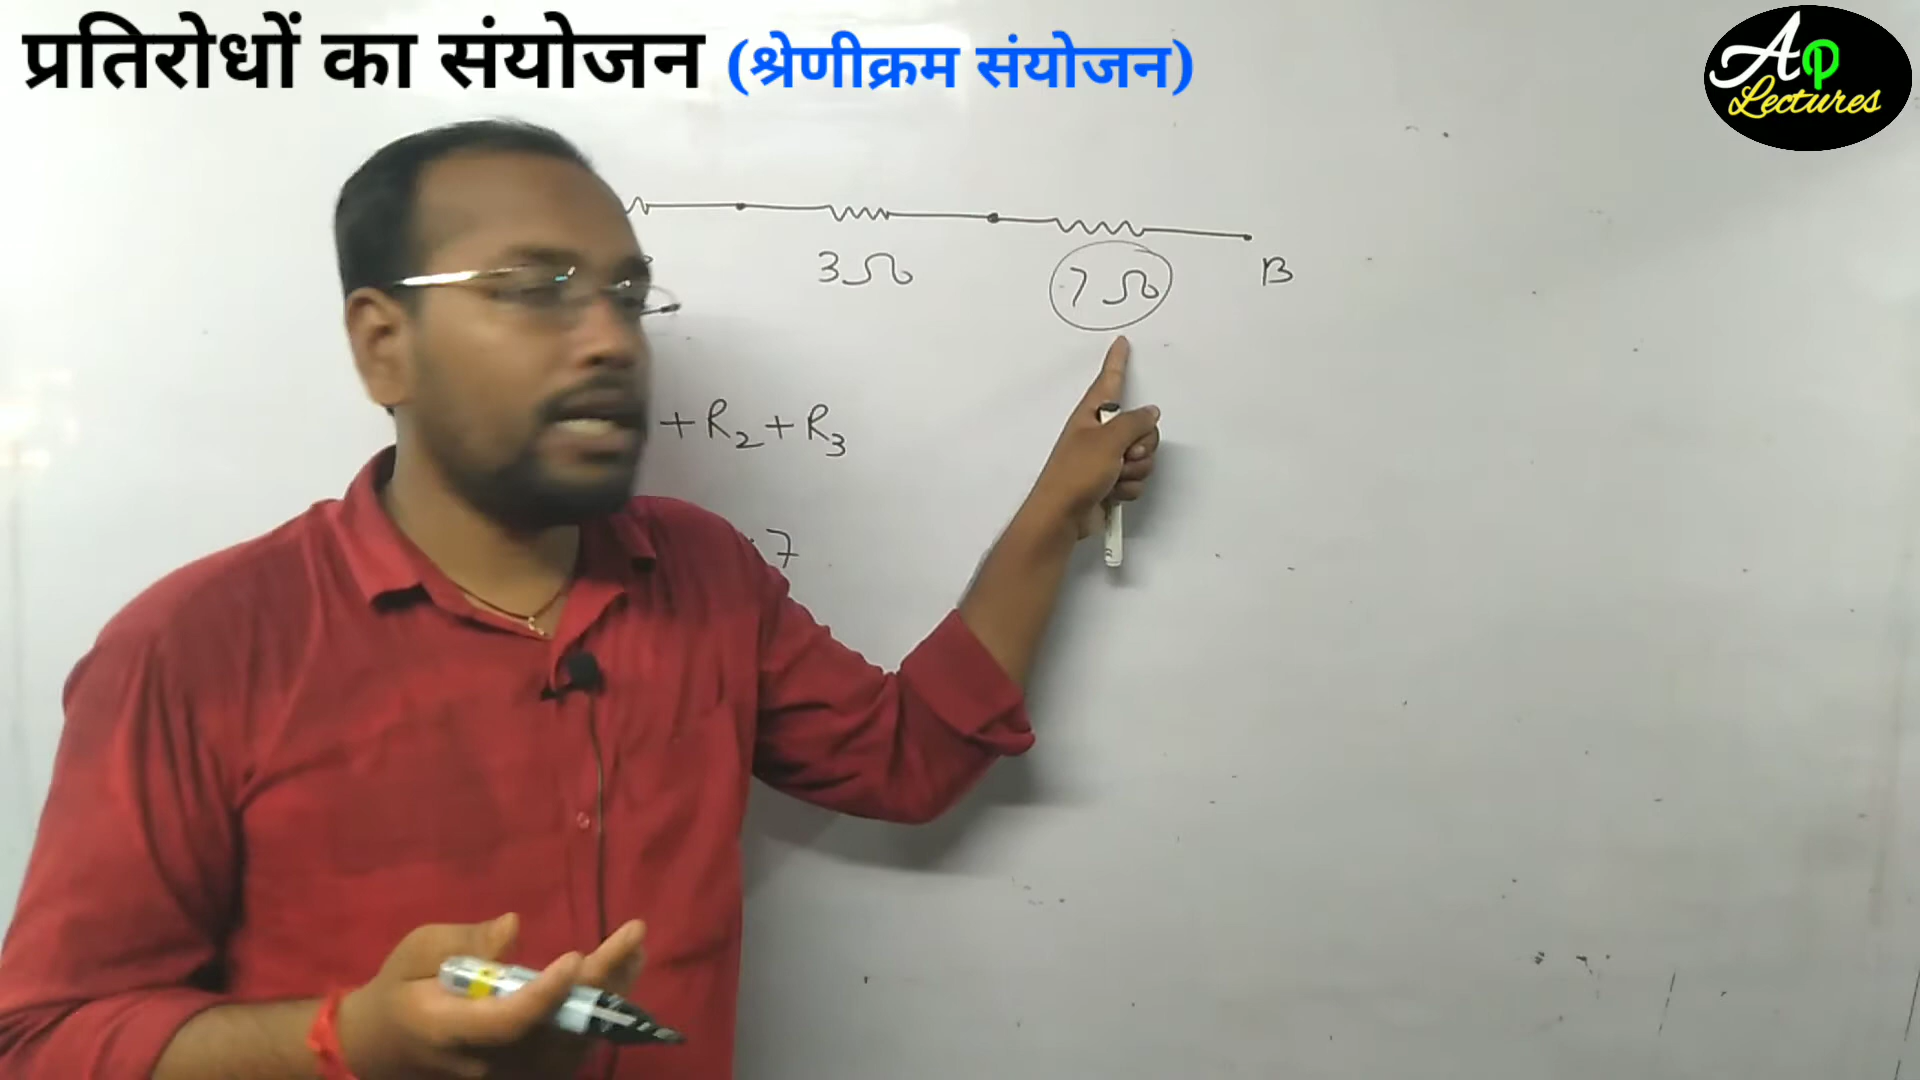 प्रतिरोधों का संयोजन (श्रेणीक्रम संयोजन)
Ap
Lectures
3Ω 7Ω B
+R₂+R₃
7